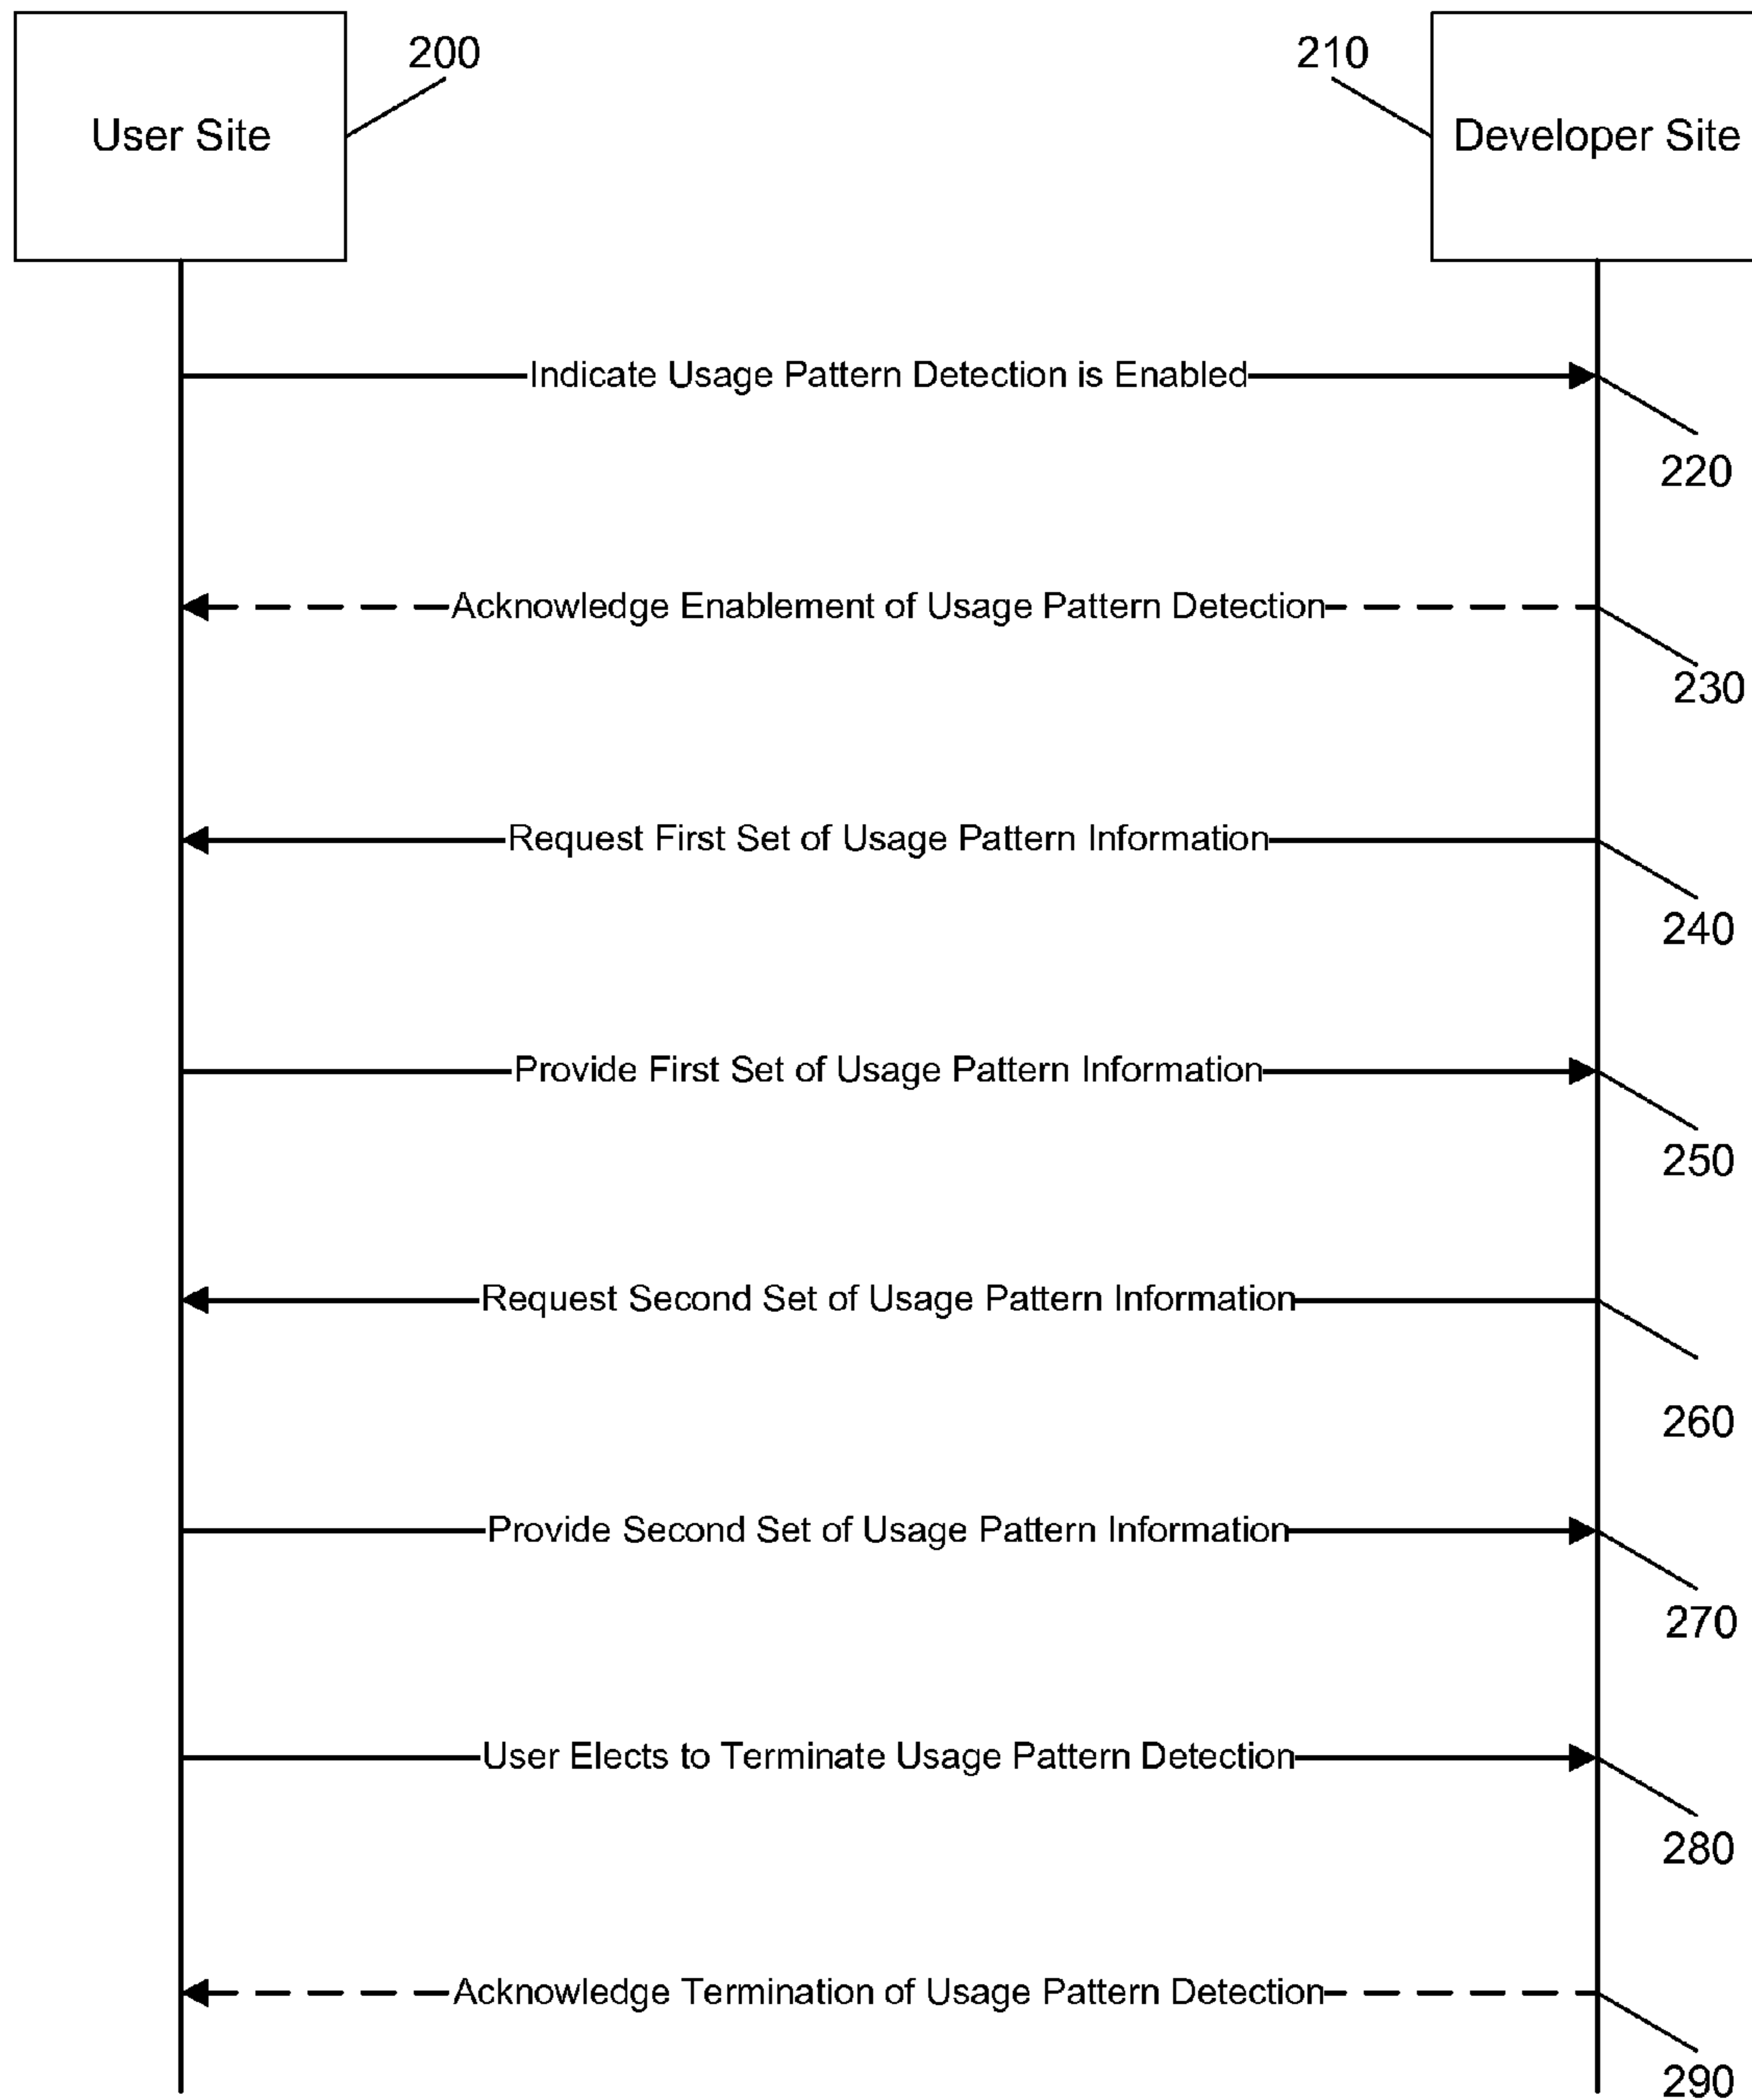 User Site
200
210
Developer Site
Indicate Usage Pattern Detection is Enabled
220
Acknowledge Enablement of Usage Pattern Detection
230
Request First Set of Usage Pattern Information
240
Provide First Set of Usage Pattern Information
250
Request Second Set of Usage Pattern Information
260
Provide Second Set of Usage Pattern Information
270
User Elects to Terminate Usage Pattern Detection
280
Acknowledge Termination of Usage Pattern Detection
290